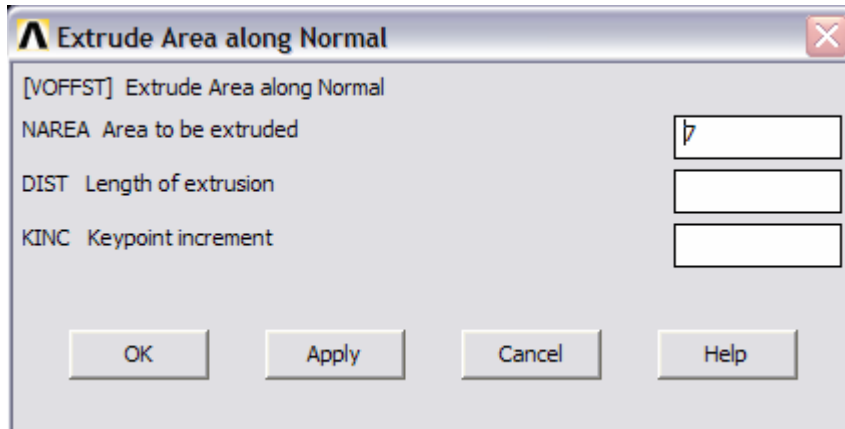 Extrude Area along Normal
[VOFFST] Extrude Area along Normal
NAREA Area to be extruded 7
DIST Length of extrusion
KINC Keypoint increment
OK Apply Cancel Help